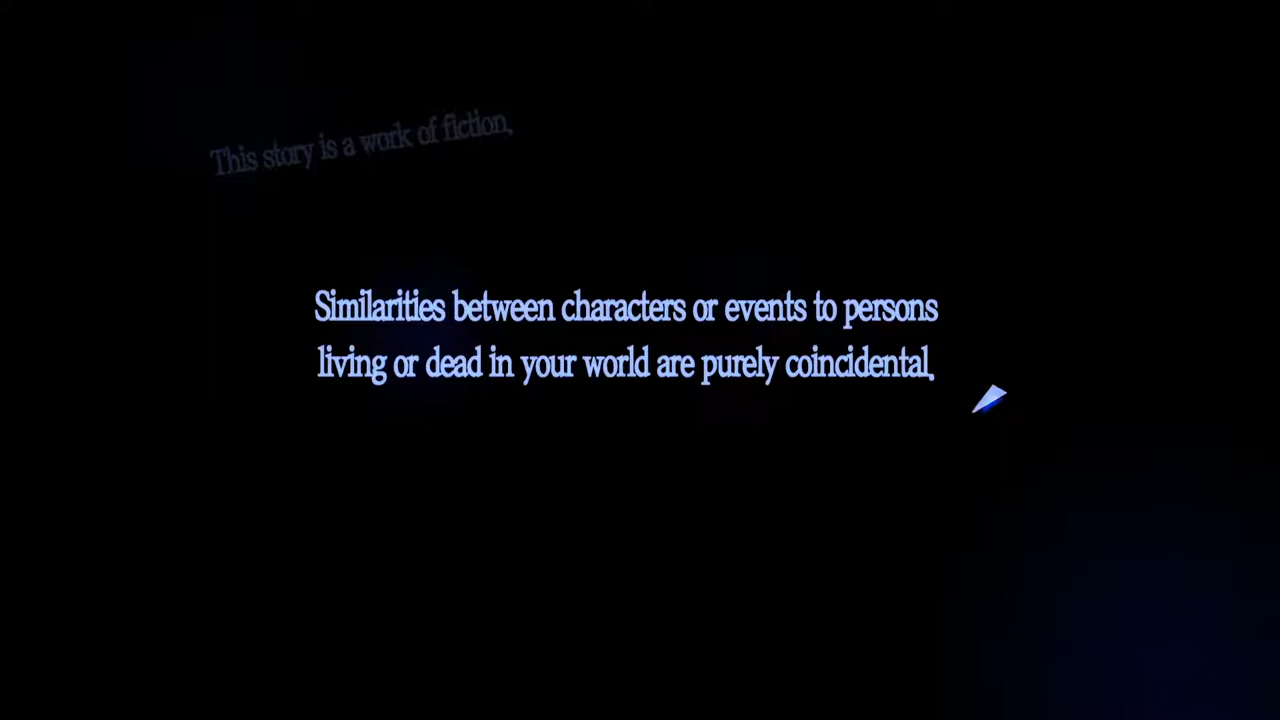 This story is a work of fiction.
Similarities between characters or events to persons
living or dead in your world are purely coincidental.